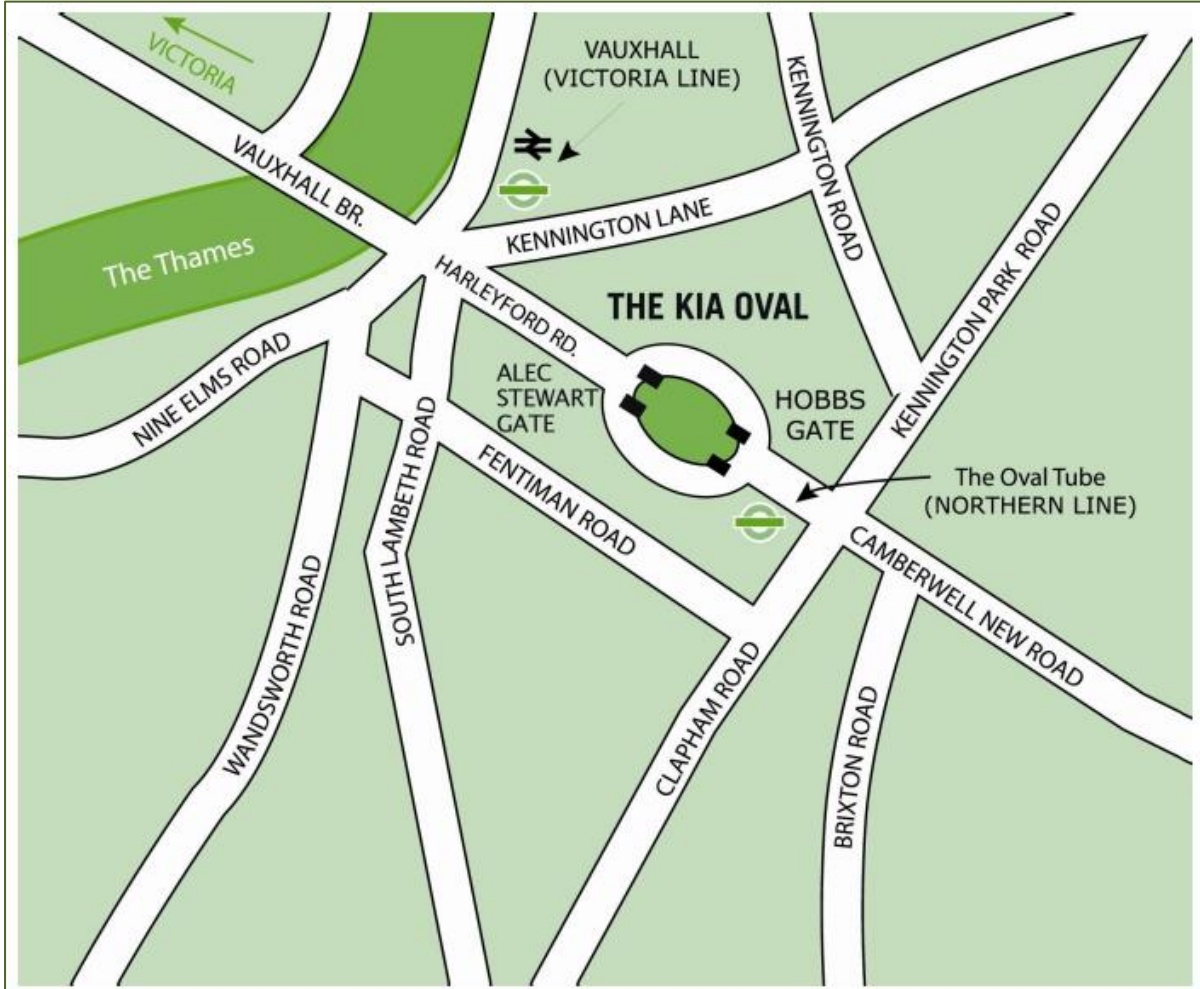 VICTORIA
VAUXHALL
(VICTORIA LINE)
KENNINGTON ROAD
VAUXHALL BR.
KENNINGTON LANE
The Thames
HARLEYFORD RD.
THE KIA OVAL
KENNINGTON PARK ROAD
NINE ELMS ROAD
ALEC
STEWART
GATE
HOBBS
GATE
SOUTH LAMBETH ROAD
FENTIMAN ROAD
The Oval Tube
(NORTHERN LINE)
CAMBERWELL NEW ROAD
WANDSWORTH ROAD
CLAPHAM ROAD
BRIXTON ROAD